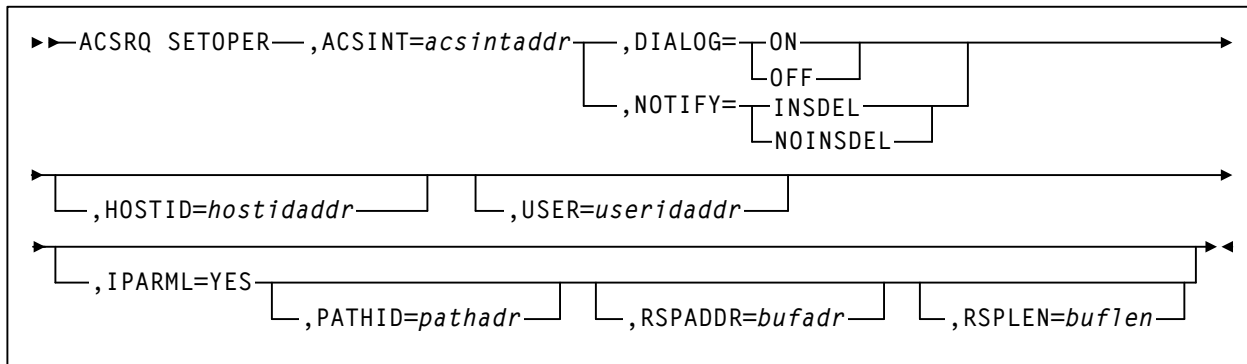 ACSRQ SETOPER ,ACSINT=acsintaddr ,DIALOG= ON
OFF
,NOTIFY= INSDEL
NOINSDEL
,HOSTID=hostidaddr ,USER=useridaddr
,IPARML=YES
,PATHID=pathadr ,RSPADDR=bufadr ,RSPLEN=buflen